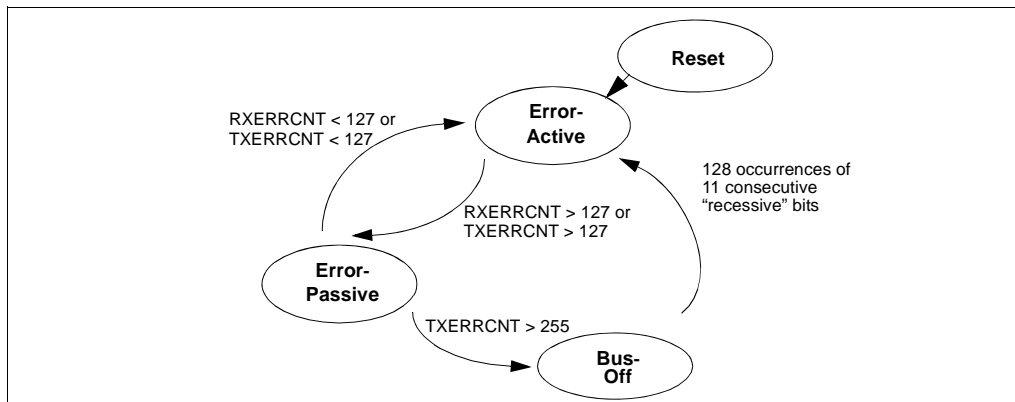 Reset
Error-
Active
RXERRCNT < 127 or
TXERRCNT < 127
128 occurrences of
11 consecutive
“recessive” bits
RXERRCNT > 127 or
TXERRCNT > 127
Error-
Passive
TXERRCNT > 255
Bus-
Off